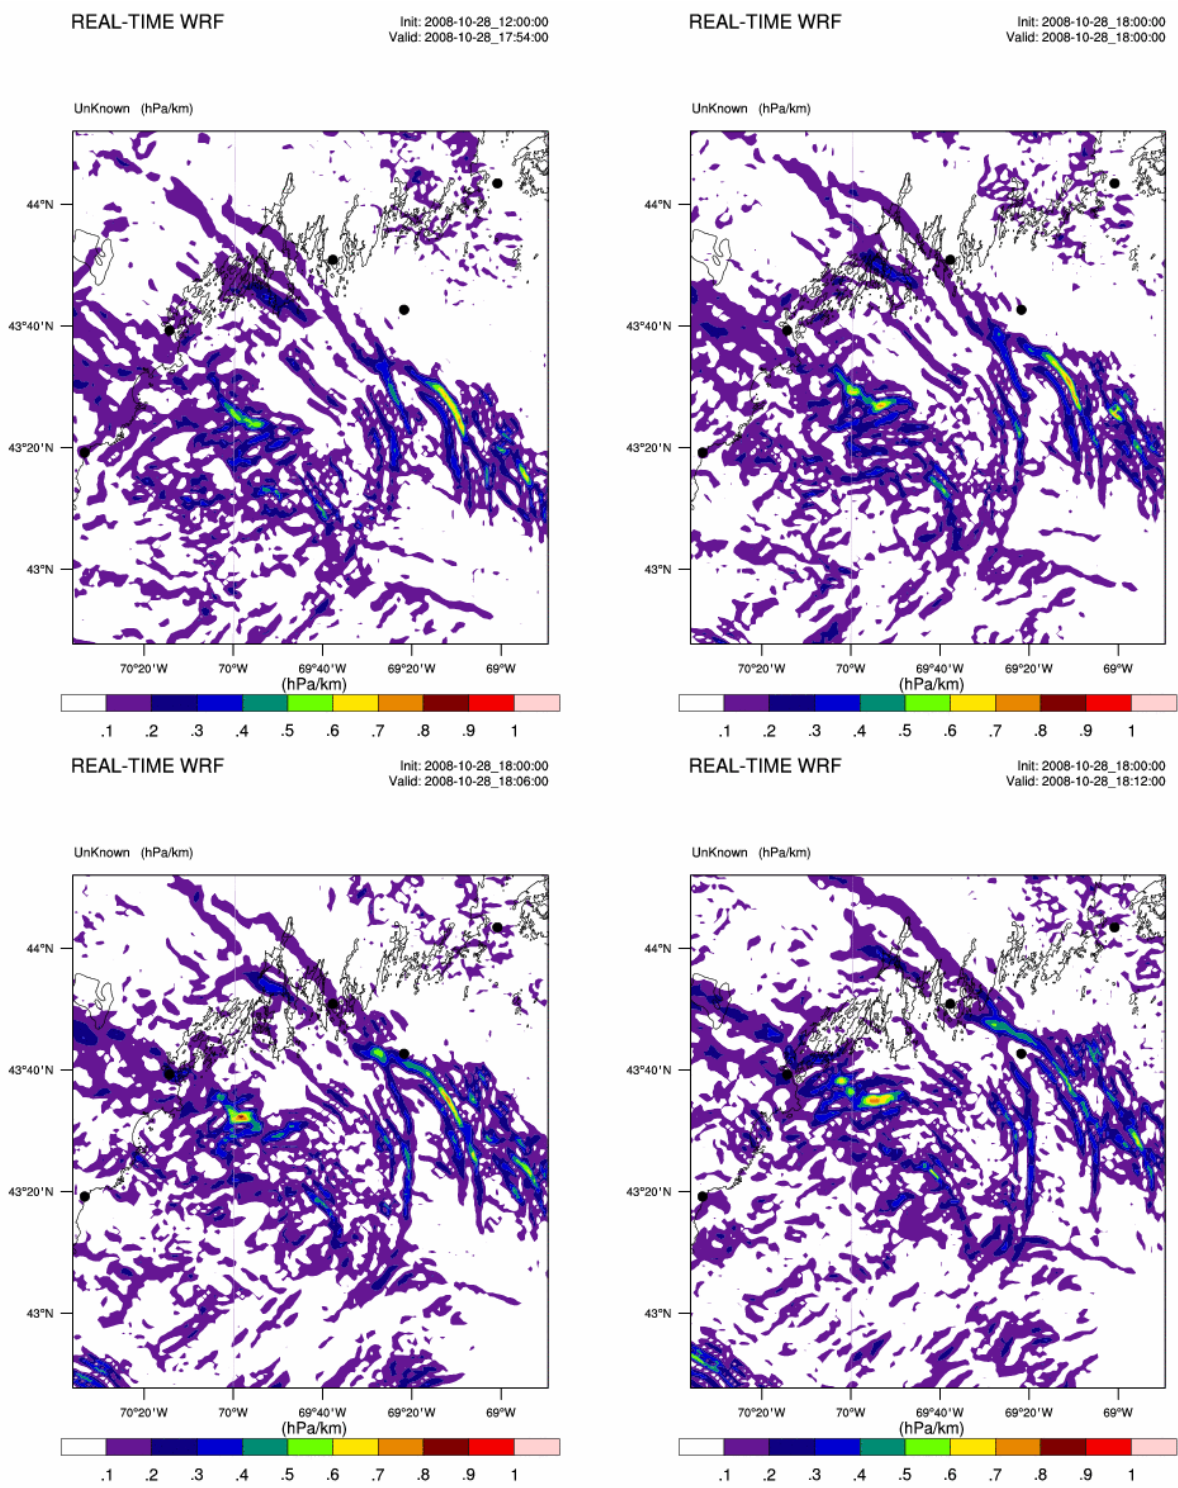 REAL-TIME WRF
Init: 2008-10-28_12:00:00
Valid: 2008-10-28_17:54:00
UnKnown (hPa/km)
44°N
43°40'N
43°20'N
43°N
70°20'W 70°W 69°40'W 69°20'W 69°W
(hPa/km)
.1 .2 .3 .4 .5 .6 .7 .8 .9 1
REAL-TIME WRF
Init: 2008-10-28_18:00:00
Valid: 2008-10-28_18:00:00
UnKnown (hPa/km)
44°N
43°40'N
43°20'N
43°N
70°20'W 70°W 69°40'W 69°20'W 69°W
(hPa/km)
.1 .2 .3 .4 .5 .6 .7 .8 .9 1
REAL-TIME WRF
Init: 2008-10-28_18:00:00
Valid: 2008-10-28_18:06:00
UnKnown (hPa/km)
44°N
43°40'N
43°20'N
43°N
70°20'W 70°W 69°40'W 69°20'W 69°W
(hPa/km)
.1 .2 .3 .4 .5 .6 .7 .8 .9 1
REAL-TIME WRF
Init: 2008-10-28_18:00:00
Valid: 2008-10-28_18:12:00
UnKnown (hPa/km)
44°N
43°40'N
43°20'N
43°N
70°20'W 70°W 69°40'W 69°20'W 69°W
(hPa/km)
.1 .2 .3 .4 .5 .6 .7 .8 .9 1